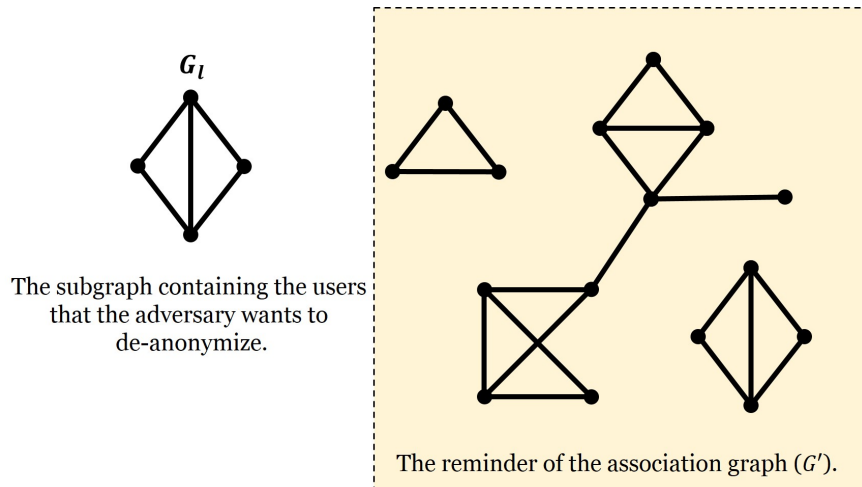 G_l
The subgraph containing the users
that the adversary wants to
de-anonymize.
The reminder of the association graph (G′).